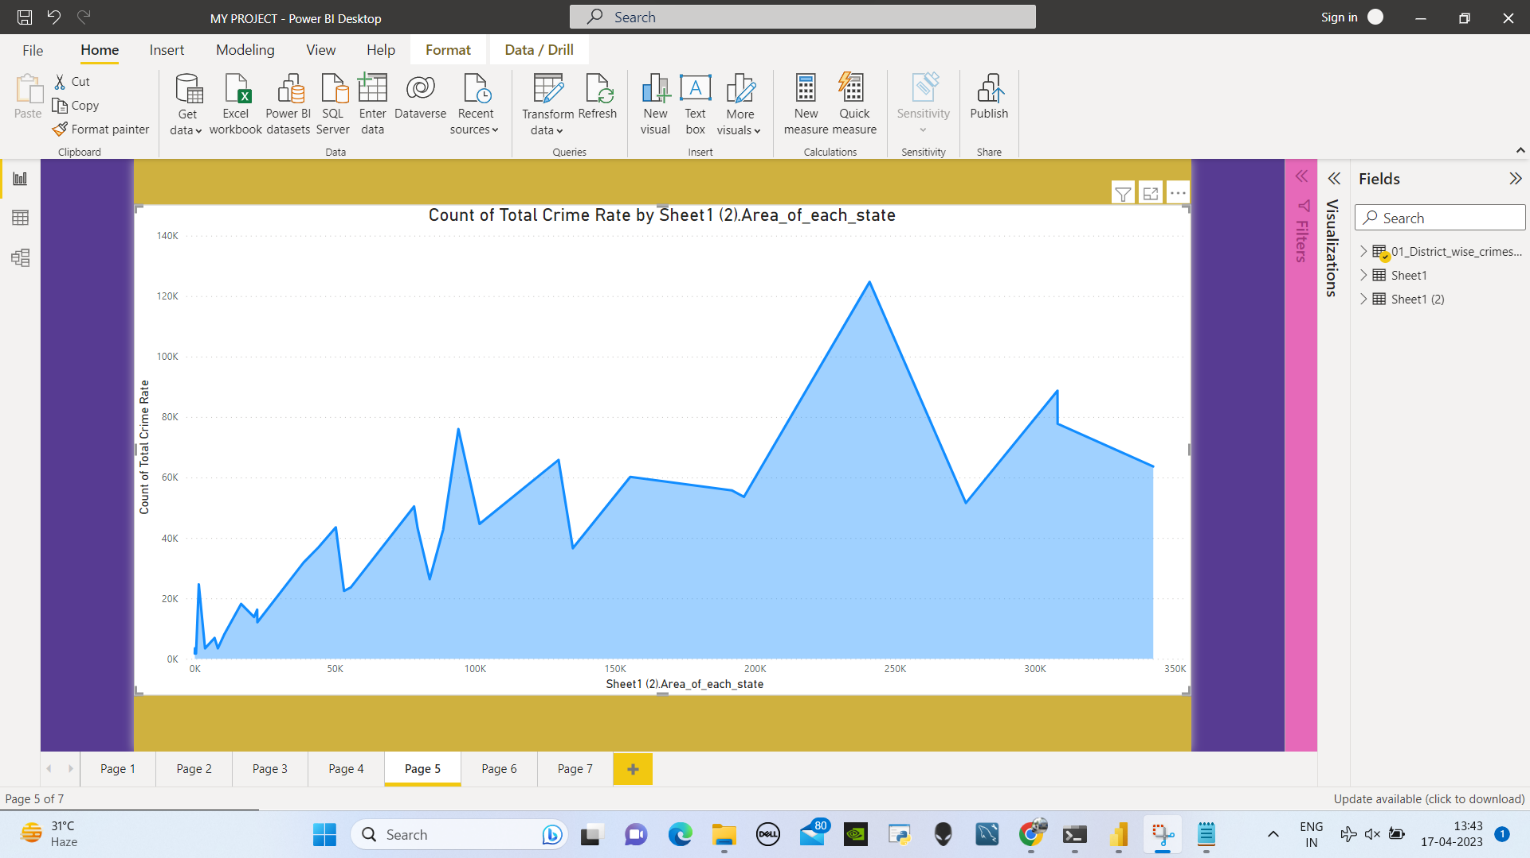 MY PROJECT - Power BI Desktop
Search
Sign in
File
Home
Insert
Modeling
View
Help
Format
Data / Drill
Paste
Cut
Copy
Format painter
Clipboard
Get data
Excel workbook
Power BI datasets
SQL Server
Enter data
Dataverse
Recent sources
Data
Transform data
Refresh
Queries
New visual
Text box
More visuals
Insert
New measure
Quick measure
Calculations
Sensitivity
Sensitivity
Publish
Share
Count of Total Crime Rate by Sheet1 (2).Area_of_each_state
140K
120K
100K
80K
60K
40K
20K
0K
Count of Total Crime Rate
0K
50K
100K
150K
200K
250K
300K
350K
Sheet1 (2).Area_of_each_state
Filters
Visualizations
Fields
Search
01_District_wise_crimes...
Sheet1
Sheet1 (2)
Page 1
Page 2
Page 3
Page 4
Page 5
Page 6
Page 7
Page 5 of 7
Update available (click to download)
31°C
Haze
Search
DELL
80
ENG
IN
13:43
17-04-2023
1